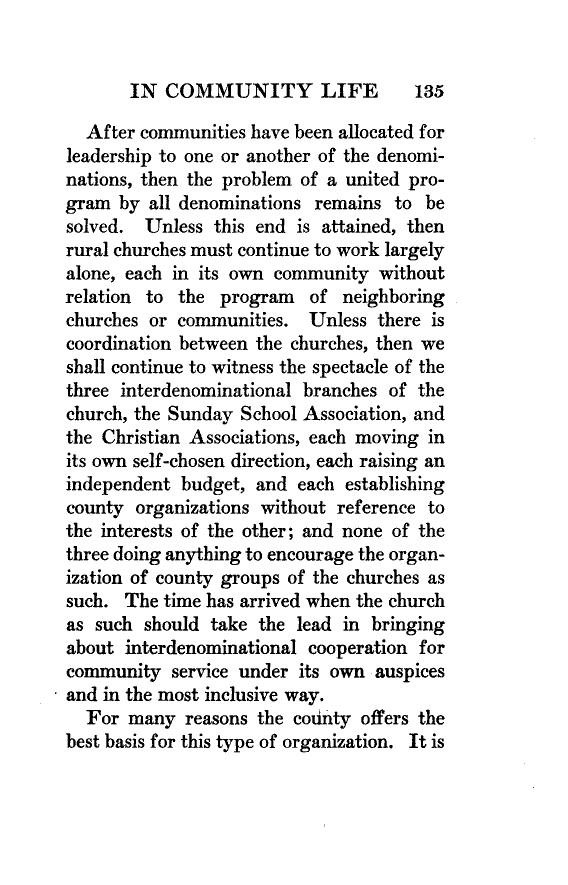 IN COMMUNITY LIFE 135
After communities have been allocated for
leadership to one or another of the denomi-
nations, then the problem of a united pro-
gram by all denominations remains to be
solved. Unless this end is attained, then
rural churches must continue to work largely
alone, each in its own community without
relation to the program of neighboring
churches or communities. Unless there is
coordination between the churches, then we
shall continue to witness the spectacle of the
three interdenominational branches of the
church, the Sunday School Association, and
the Christian Associations, each moving in
its own self-chosen direction, each raising an
independent budget, and each establishing
county organizations without reference to
the interests of the other; and none of the
three doing anything to encourage the organ-
ization of county groups of the churches as
such. The time has arrived when the church
as such should take the lead in bringing
about interdenominational cooperation for
community service under its own auspices
and in the most inclusive way.
For many reasons the county offers the
best basis for this type of organization. It is